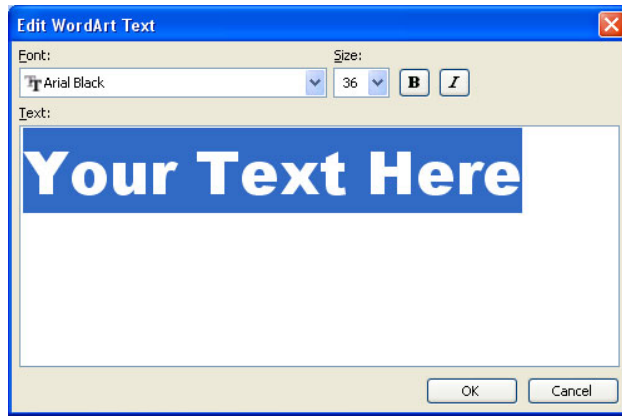 Edit WordArt Text
Font: Size:
Arial Black 36 B I
Text:
Your Text Here
OK Cancel